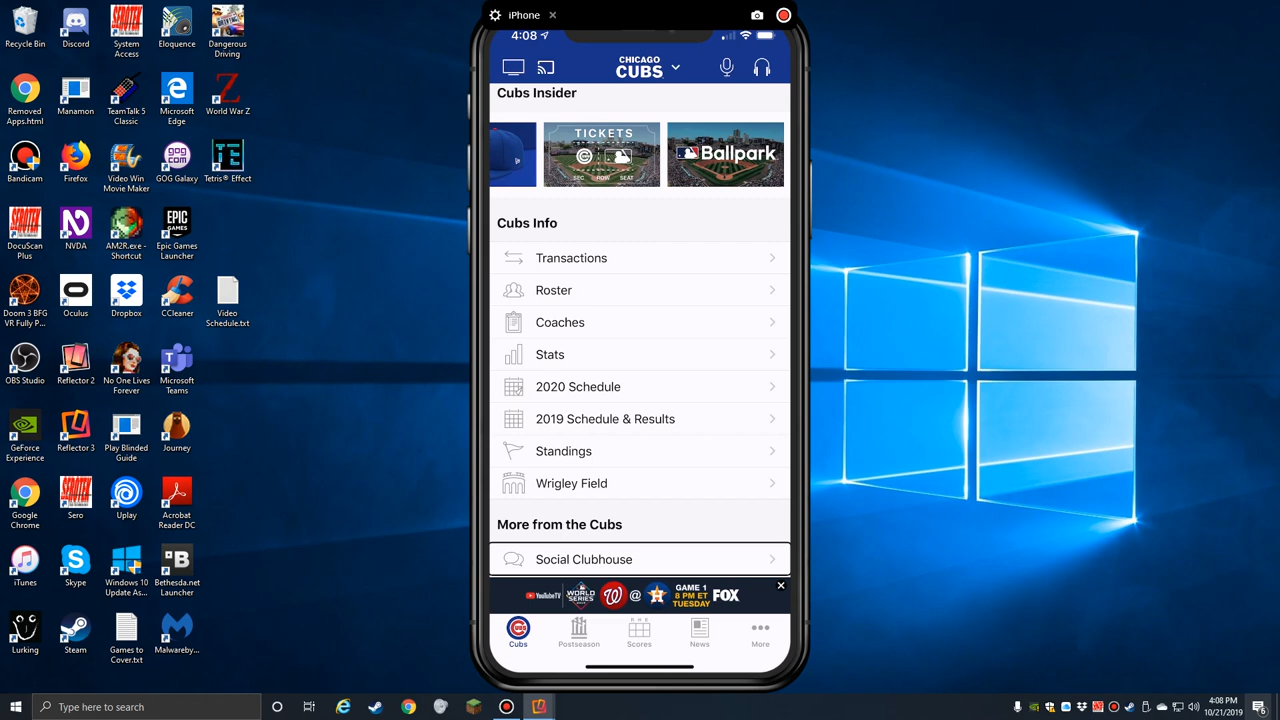 Recycle Bin
Discord
System Access
Eloquence
Dangerous Driving
Removed Apps.html
Manamon
TeamTalk 5 Classic
Microsoft Edge
World War Z
Bandicam
Firefox
Video Win Movie Maker
GOG Galaxy
Tetris® Effect
DocuScan Plus
NVDA
AM2R.exe - Shortcut
Epic Games Launcher
Doom 3 BFG VR Fully P...
Oculus
Dropbox
CCleaner
Video Schedule.txt
OBS Studio
Reflector 2
No One Lives Forever
Microsoft Teams
GeForce Experience
Reflector 3
Play Blinded Guide
Journey
Google Chrome
Sero
Uplay
Acrobat Reader DC
iTunes
Skype
Windows 10 Update As...
Bethesda.net Launcher
Lurking
Steam
Games to Cover.txt
Malwareby...
iPhone
4:08
CHICAGO
CUBS
Cubs Insider
TICKETS
SEC ROW SEAT
Ballpark
Cubs Info
Transactions
Roster
Coaches
Stats
2020 Schedule
2019 Schedule & Results
Standings
Wrigley Field
More from the Cubs
Social Clubhouse
YouTubeTV WORLD SERIES W @ GAME 1 8 PM ET TUESDAY FOX
Cubs
Postseason
R H E
Scores
News
More
Type here to search
4:08 PM
10/21/2019
6